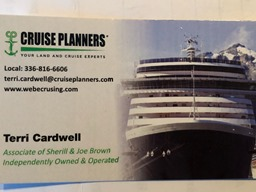 CRUISE PLANNERS®
YOUR LAND AND CRUISE EXPERTS
Local: 336-816-6606
terri.cardwell@cruiseplanners.com
www.webecrusing.com
Terri Cardwell
Associate of Sherill & Joe Brown
Independently Owned & Operated